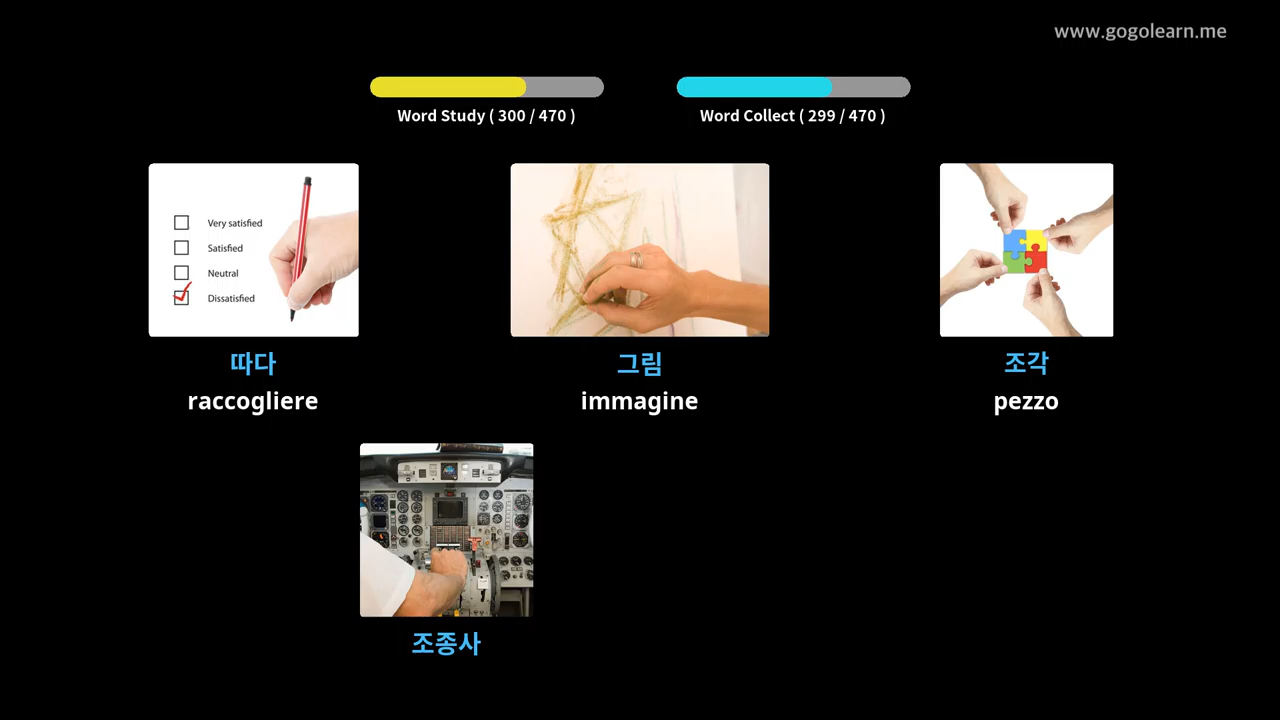 www.gogolearn.me
Word Study ( 300 / 470 )
Word Collect ( 299 / 470 )
Very satisfied
Satisfied
Neutral
Dissatisfied
따다
raccogliere
그림
immagine
조각
pezzo
조종사